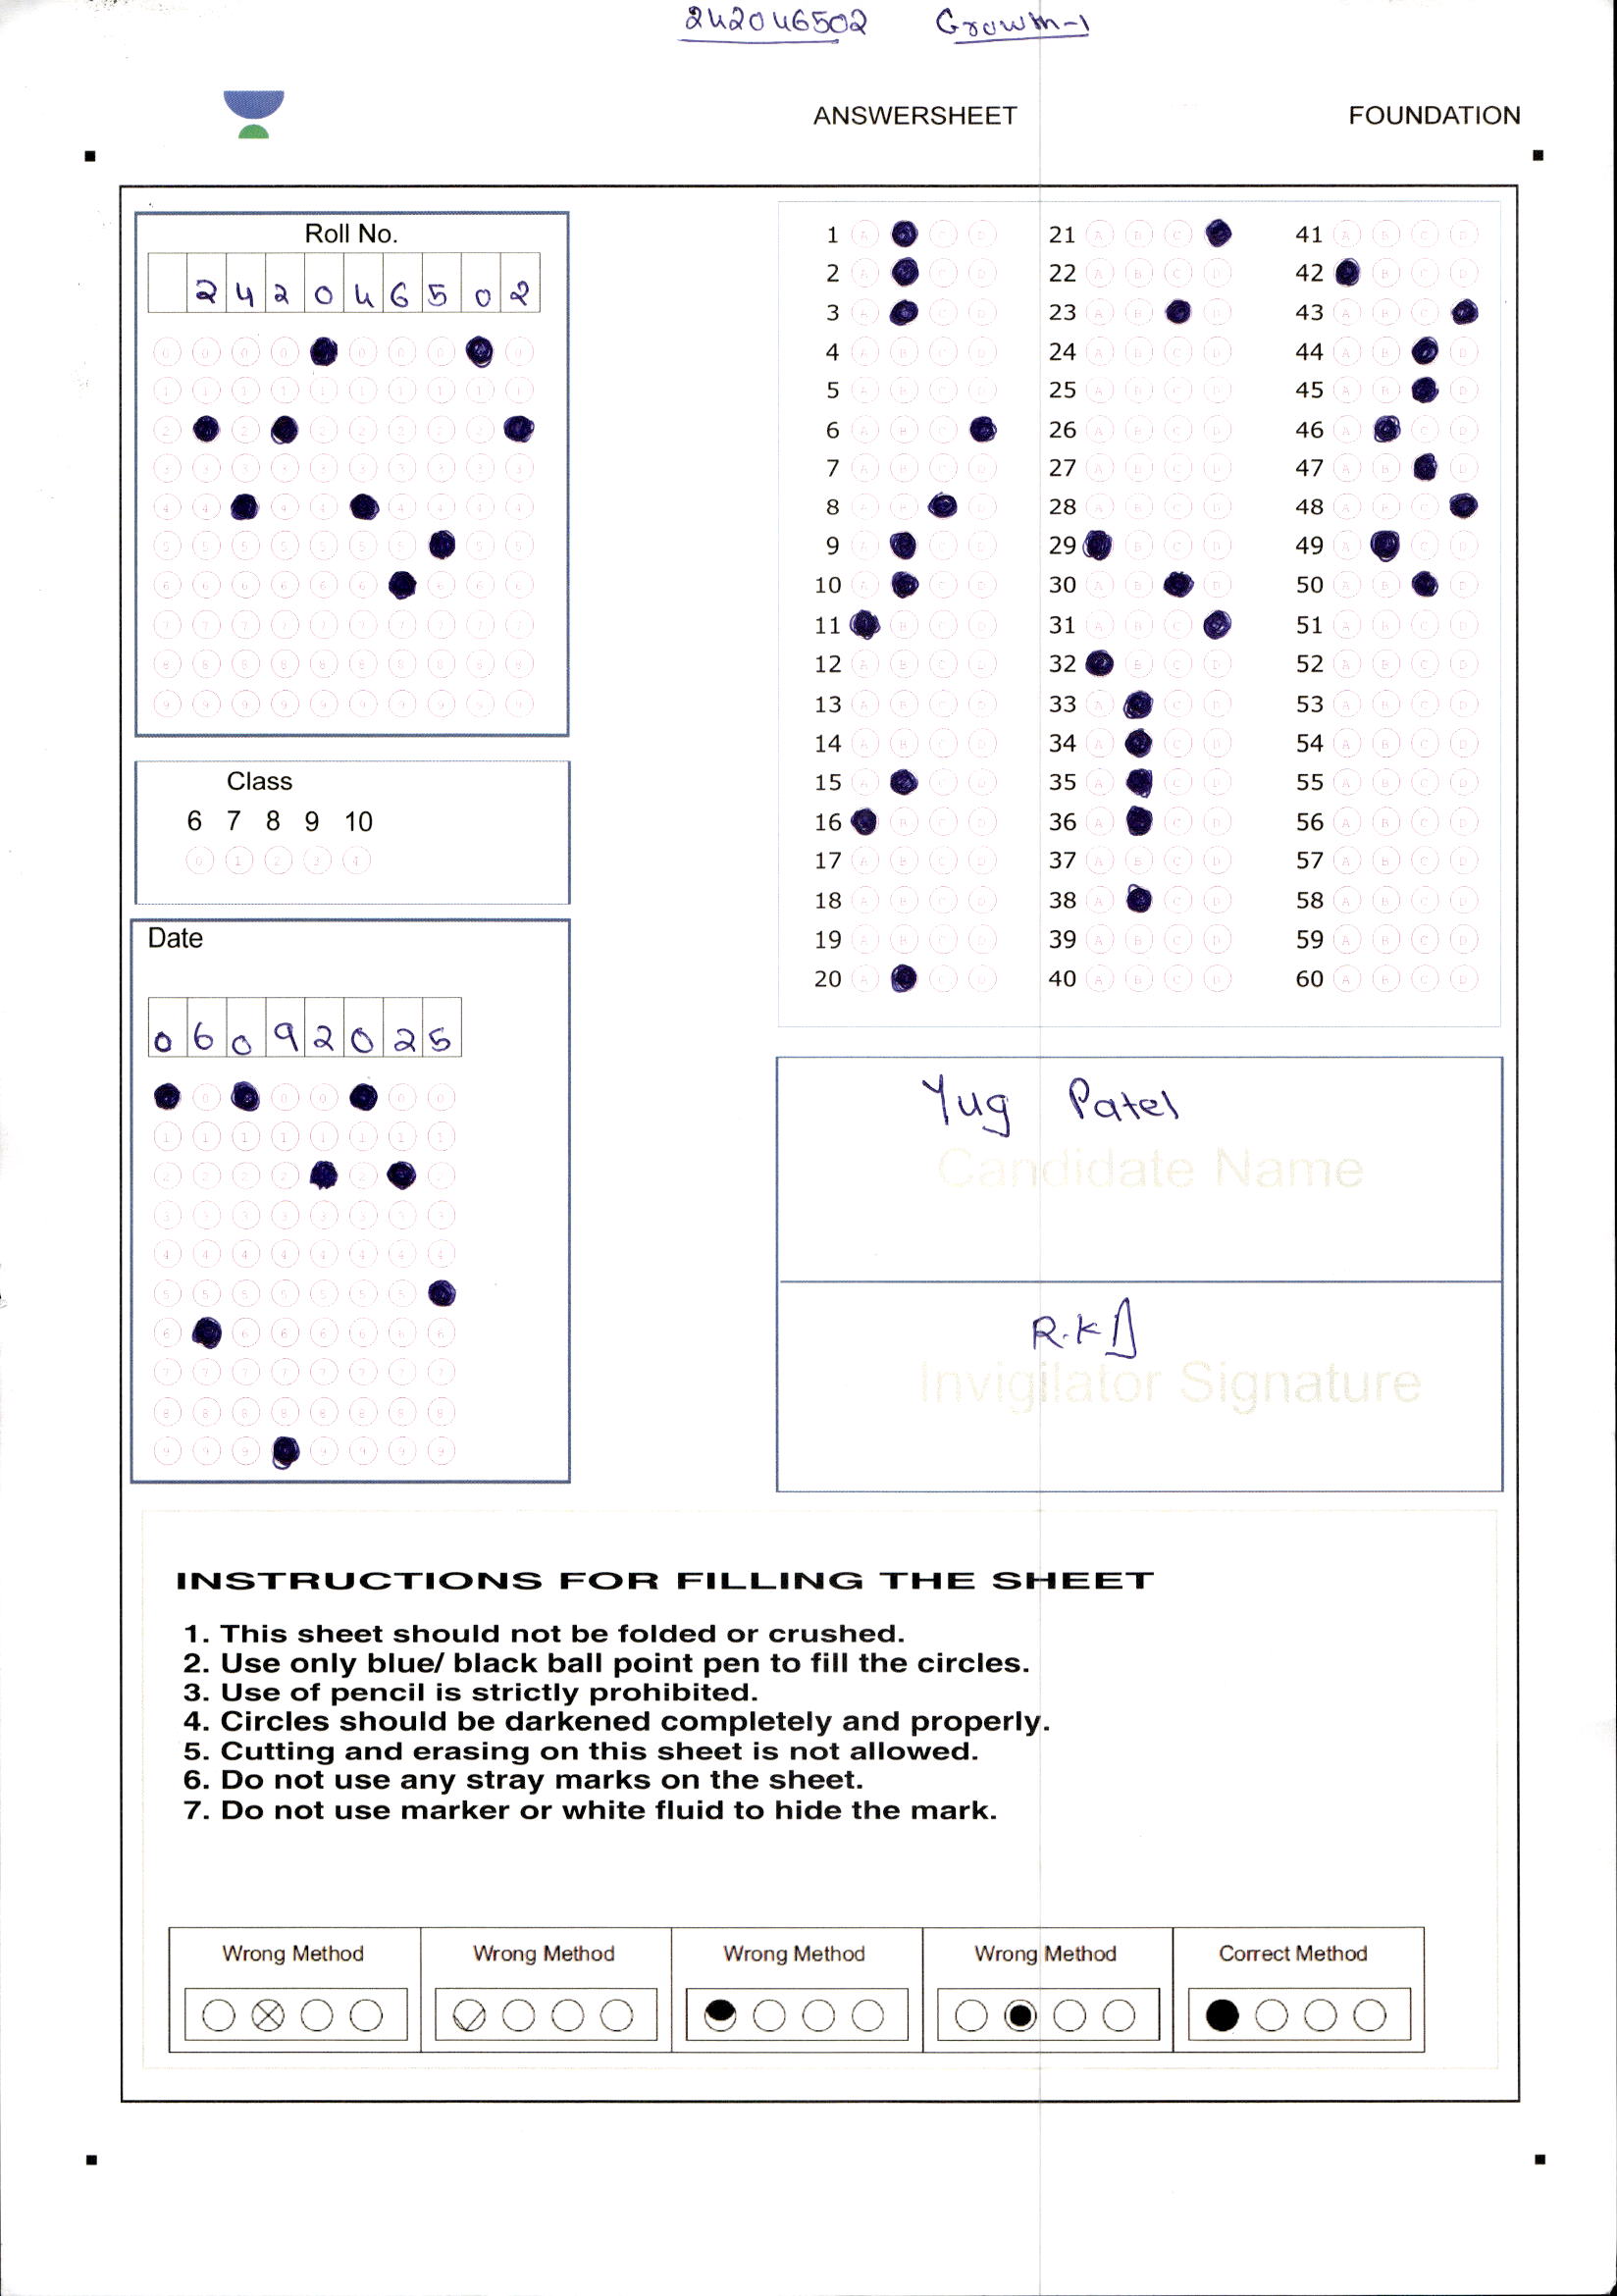 242046502 Growth-1
ANSWERSHEET FOUNDATION
Roll No.
2 4 2 0 4 6 5 0 2
Class
6 7 8 9 10
0 1 2 3 4
Date
0 6 0 9 2 0 2 5
1 21 41
2 22 42
3 23 43
4 24 44
5 25 45
6 26 46
7 27 47
8 28 48
9 29 49
10 30 50
11 31 51
12 32 52
13 33 53
14 34 54
15 35 55
16 36 56
17 37 57
18 38 58
19 39 59
20 40 60
Yug Patel
Candidate Name
R.K
Invigilator Signature
INSTRUCTIONS FOR FILLING THE SHEET
1. This sheet should not be folded or crushed.
2. Use only blue/ black ball point pen to fill the circles.
3. Use of pencil is strictly prohibited.
4. Circles should be darkened completely and properly.
5. Cutting and erasing on this sheet is not allowed.
6. Do not use any stray marks on the sheet.
7. Do not use marker or white fluid to hide the mark.
Wrong Method Wrong Method Wrong Method Wrong Method Correct Method